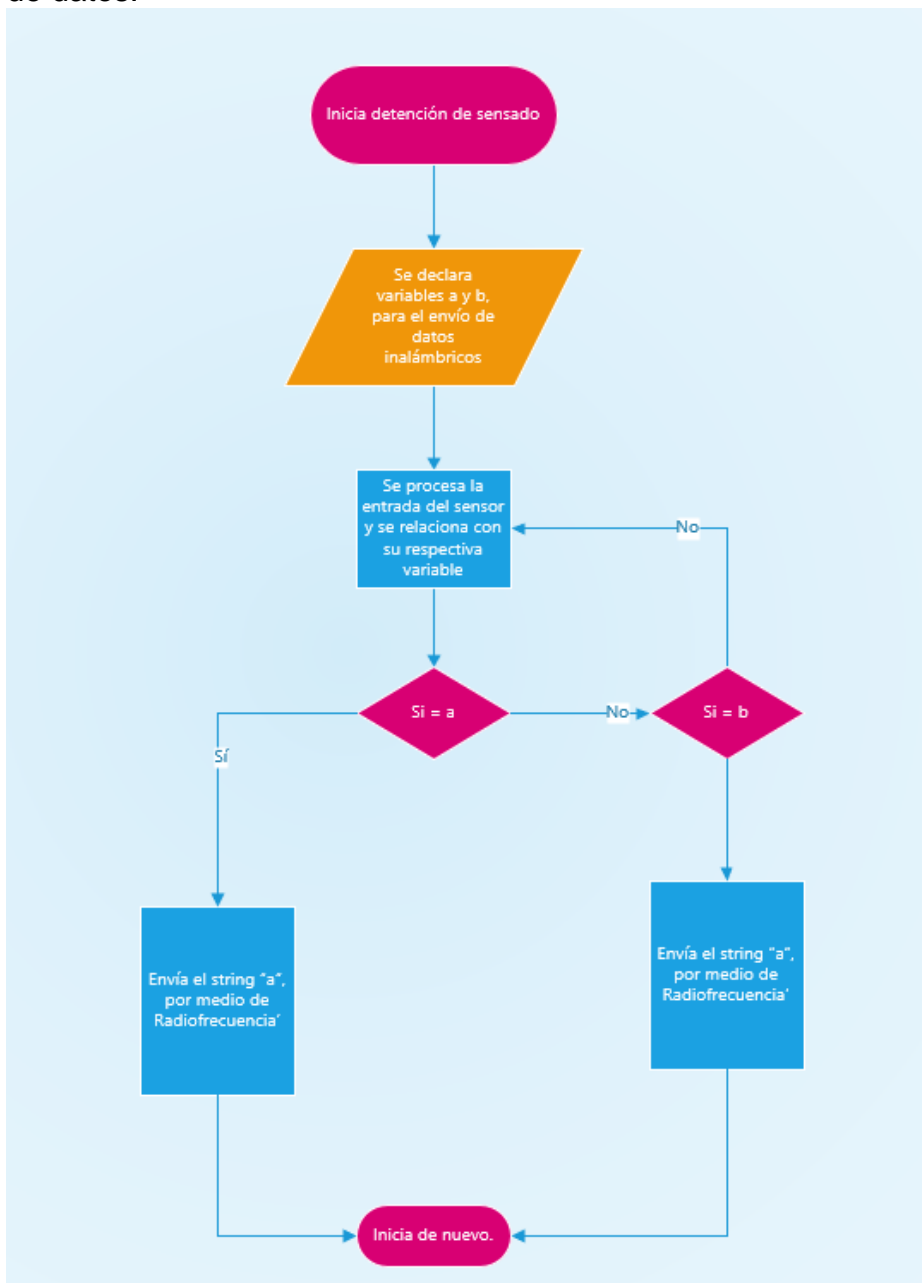 de datos.
Inicia detención de sensado
Se declara
variables a y b,
para el envío de
datos
inalámbricos
Se procesa la
entrada del sensor
y se relaciona con
su respectiva
variable
No
Si = a
No
Si = b
Sí
Envía el string “a”,
por medio de
Radiofrecuencia’
Envía el string “a”,
por medio de
Radiofrecuencia’
Inicia de nuevo.